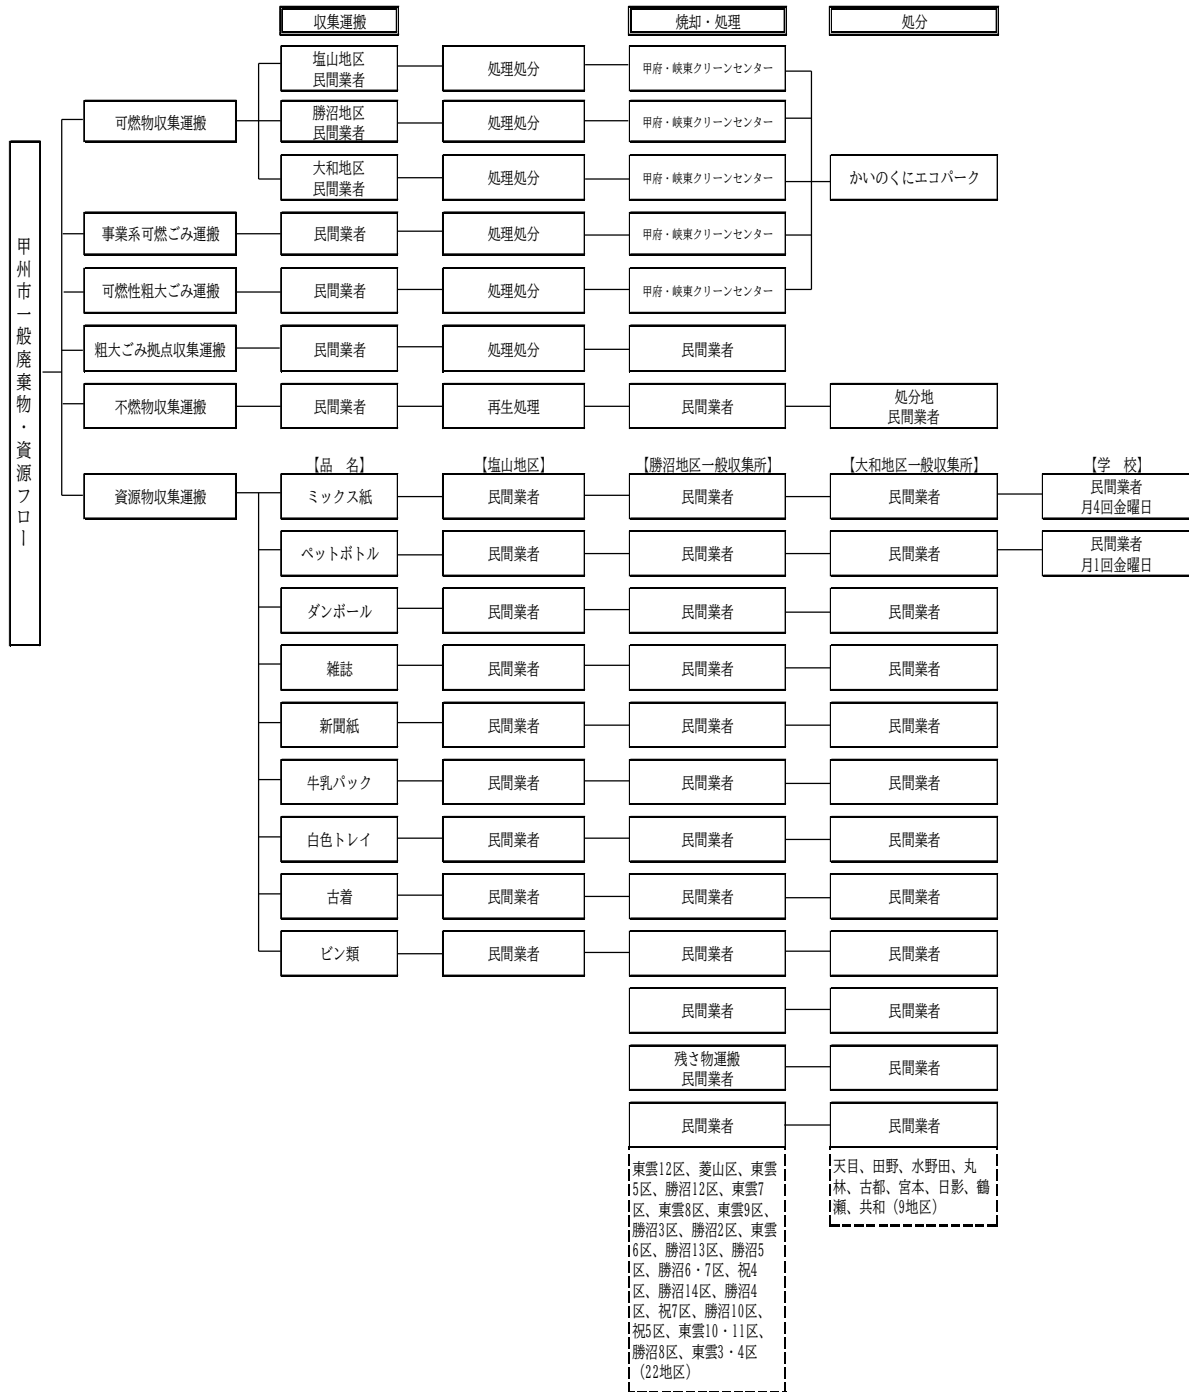 収集運搬
焼却・処理
処分
甲州市一般廃棄物・資源フロー
可燃物収集運搬
塩山地区
民間業者
処理処分
甲府・峡東クリーンセンター
勝沼地区
民間業者
処理処分
甲府・峡東クリーンセンター
大和地区
民間業者
処理処分
甲府・峡東クリーンセンター
かいのくにエコパーク
事業系可燃ごみ運搬
民間業者
処理処分
甲府・峡東クリーンセンター
可燃性粗大ごみ運搬
民間業者
処理処分
甲府・峡東クリーンセンター
粗大ごみ拠点収集運搬
民間業者
処理処分
民間業者
不燃物収集運搬
民間業者
再生処理
民間業者
処分地
民間業者
【品　名】
【塩山地区】
【勝沼地区一般収集所】
【大和地区一般収集所】
【学　校】
資源物収集運搬
ミックス紙
民間業者
民間業者
民間業者
民間業者
月4回金曜日
ペットボトル
民間業者
民間業者
民間業者
民間業者
月1回金曜日
ダンボール
民間業者
民間業者
民間業者
雑誌
民間業者
民間業者
民間業者
新聞紙
民間業者
民間業者
民間業者
牛乳パック
民間業者
民間業者
民間業者
白色トレイ
民間業者
民間業者
民間業者
古着
民間業者
民間業者
民間業者
ビン類
民間業者
民間業者
民間業者
民間業者
民間業者
残さ物運搬
民間業者
民間業者
民間業者
民間業者
東雲12区、菱山区、東雲
5区、勝沼12区、東雲7
区、東雲8区、東雲9区、
勝沼3区、勝沼2区、東雲
6区、勝沼13区、勝沼5
区、勝沼6・7区、祝4
区、勝沼14区、勝沼4
区、祝7区、勝沼10区、
祝5区、東雲10・11区、
勝沼8区、東雲3・4区
（22地区）
天目、田野、水野田、丸
林、古都、宮本、日影、鶴
瀬、共和（9地区）